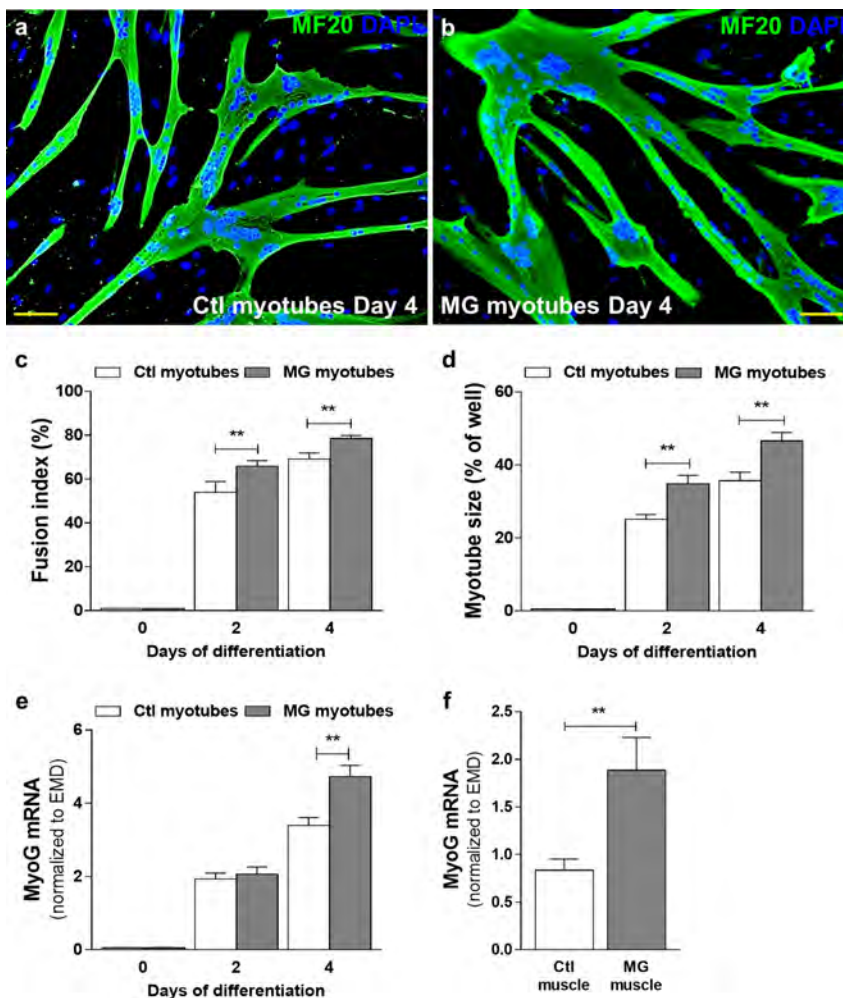 a
MF20 DAPI
Ctl myotubes Day 4
b
MF20 DAPI
MG myotubes Day 4
c
Ctl myotubes
MG myotubes
Fusion index (%)
100
80
60
40
20
0
**
**
0 2 4
Days of differentiation
d
Ctl myotubes
MG myotubes
Myotube size (% of well)
60
40
20
0
**
**
0 2 4
Days of differentiation
e
Ctl myotubes
MG myotubes
MyoG mRNA
(normalized to EMD)
6
4
2
0
**
0 2 4
Days of differentiation
f
MyoG mRNA
(normalized to EMD)
2.5
2.0
1.5
1.0
0.5
0.0
**
Ctl
muscle
MG
muscle